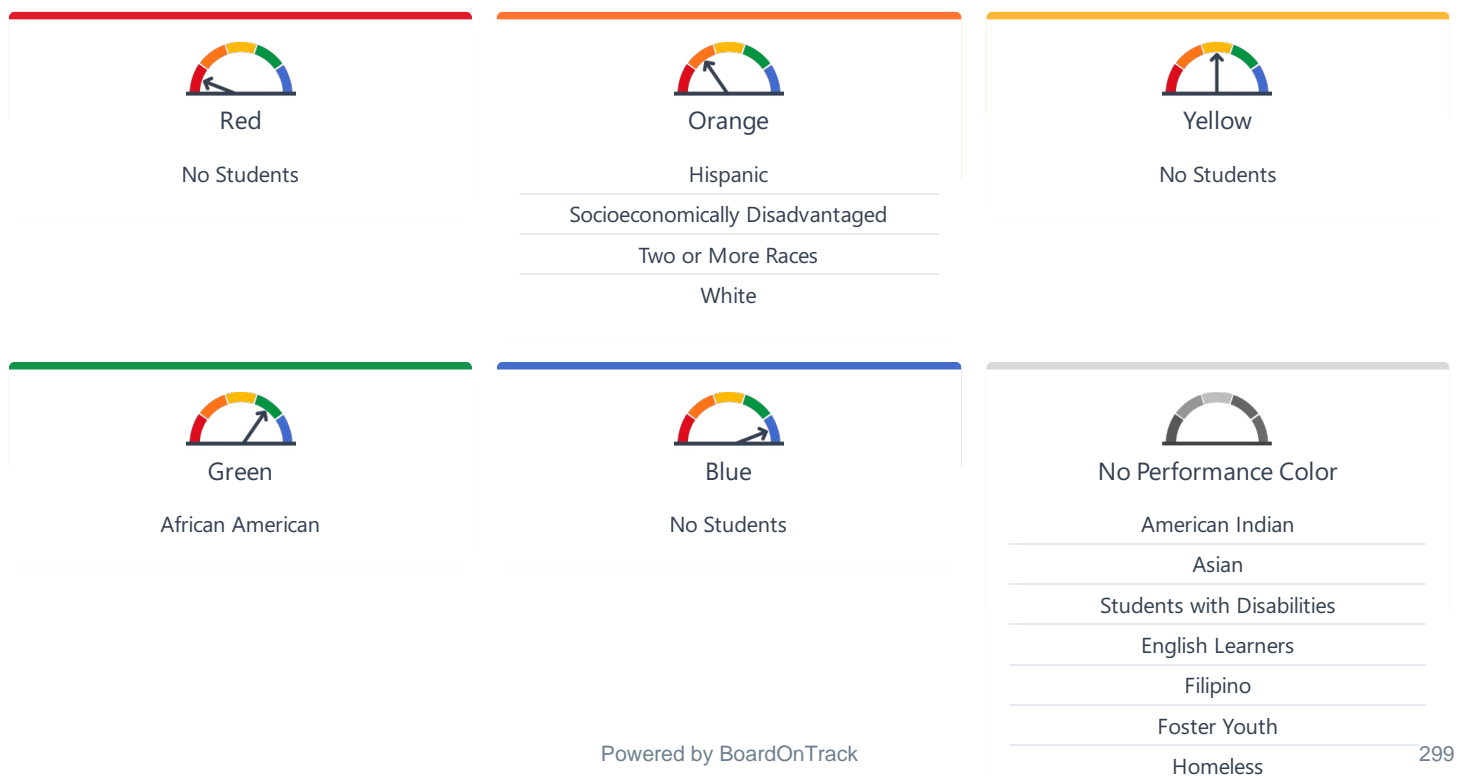 Red
No Students
Orange
Hispanic
Socioeconomically Disadvantaged
Two or More Races
White
Yellow
No Students
Green
African American
Blue
No Students
No Performance Color
American Indian
Asian
Students with Disabilities
English Learners
Filipino
Foster Youth
Homeless
Powered by BoardOnTrack
299